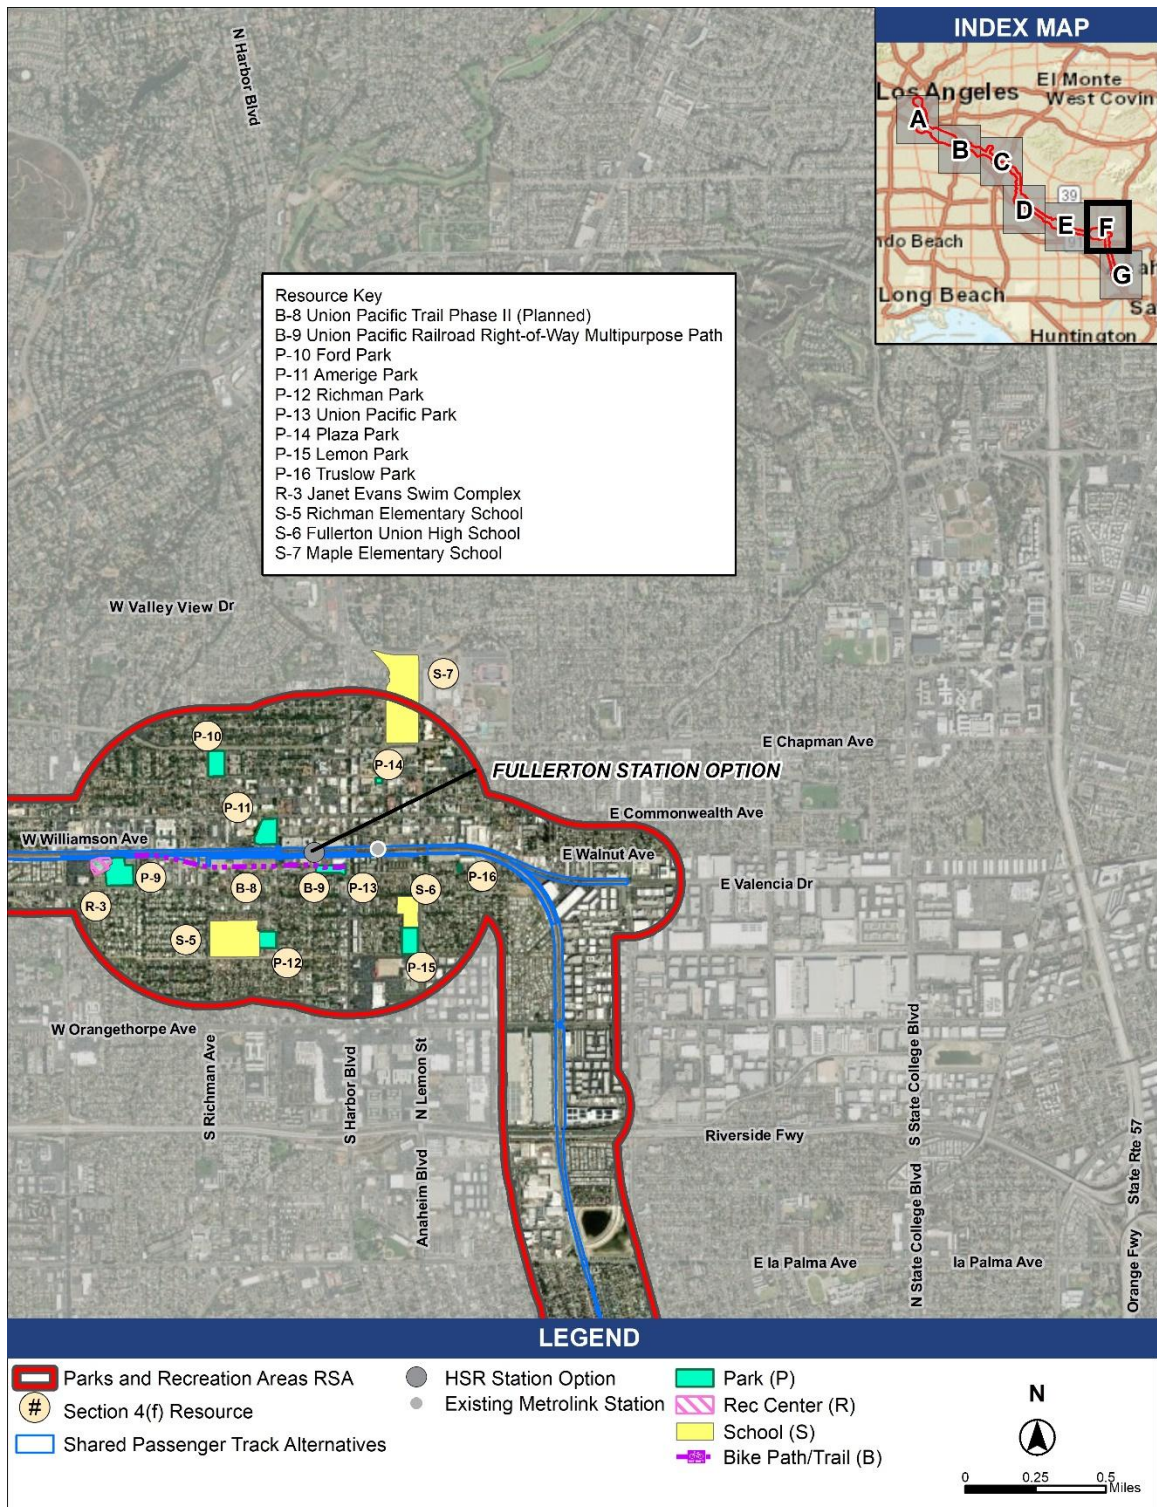 INDEX MAP
El Monte
Los Angeles
West Covin
A
B
C
39
D
E
F
91
ndo Beach
G
ah
Long Beach
Sa
Huntington
N Harbor Blvd
Resource Key
B-8 Union Pacific Trail Phase II (Planned)
B-9 Union Pacific Railroad Right-of-Way Multipurpose Path
P-10 Ford Park
P-11 Amerige Park
P-12 Richman Park
P-13 Union Pacific Park
P-14 Plaza Park
P-15 Lemon Park
P-16 Truslow Park
R-3 Janet Evans Swim Complex
S-5 Richman Elementary School
S-6 Fullerton Union High School
S-7 Maple Elementary School
W Valley View Dr
S-7
P-10
E Chapman Ave
P-14
FULLERTON STATION OPTION
P-11
E Commonwealth Ave
W Williamson Ave
E Walnut Ave
P-9
B-8
B-9
P-13
S-6
P-16
E Valencia Dr
R-3
S-5
P-12
P-15
W Orangethorpe Ave
S Richman Ave
S Harbor Blvd
N Lemon St
Anaheim Blvd
S State College Blvd
N State College Blvd
Riverside Fwy
State Rte 57
Orange Fwy
E la Palma Ave
la Palma Ave
LEGEND
Parks and Recreation Areas RSA
# Section 4(f) Resource
Shared Passenger Track Alternatives
HSR Station Option
Existing Metrolink Station
Park (P)
Rec Center (R)
School (S)
Bike Path/Trail (B)
N
0 0.25 0.5
Miles